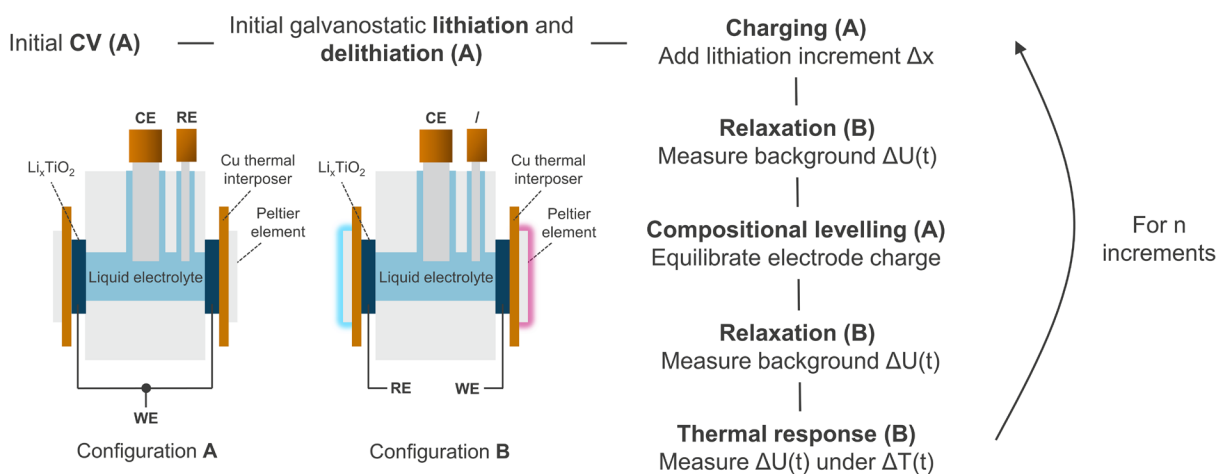 Initial CV (A)
Initial galvanostatic lithiation and
delithiation (A)
Charging (A)
Add lithiation increment Δx
Relaxation (B)
Measure background ΔU(t)
Compositional levelling (A)
Equilibrate electrode charge
Relaxation (B)
Measure background ΔU(t)
Thermal response (B)
Measure ΔU(t) under ΔT(t)
For n
increments
CE
RE
LiₓTiO₂
Cu thermal
interposer
Peltier
element
Liquid electrolyte
WE
Configuration A
CE
/
LiₓTiO₂
Cu thermal
interposer
Peltier
element
Liquid electrolyte
RE
WE
Configuration B